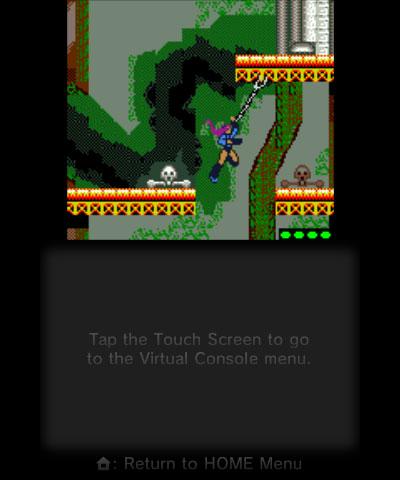 Tap the Touch Screen to go
to the Virtual Console menu.
: Return to HOME Menu